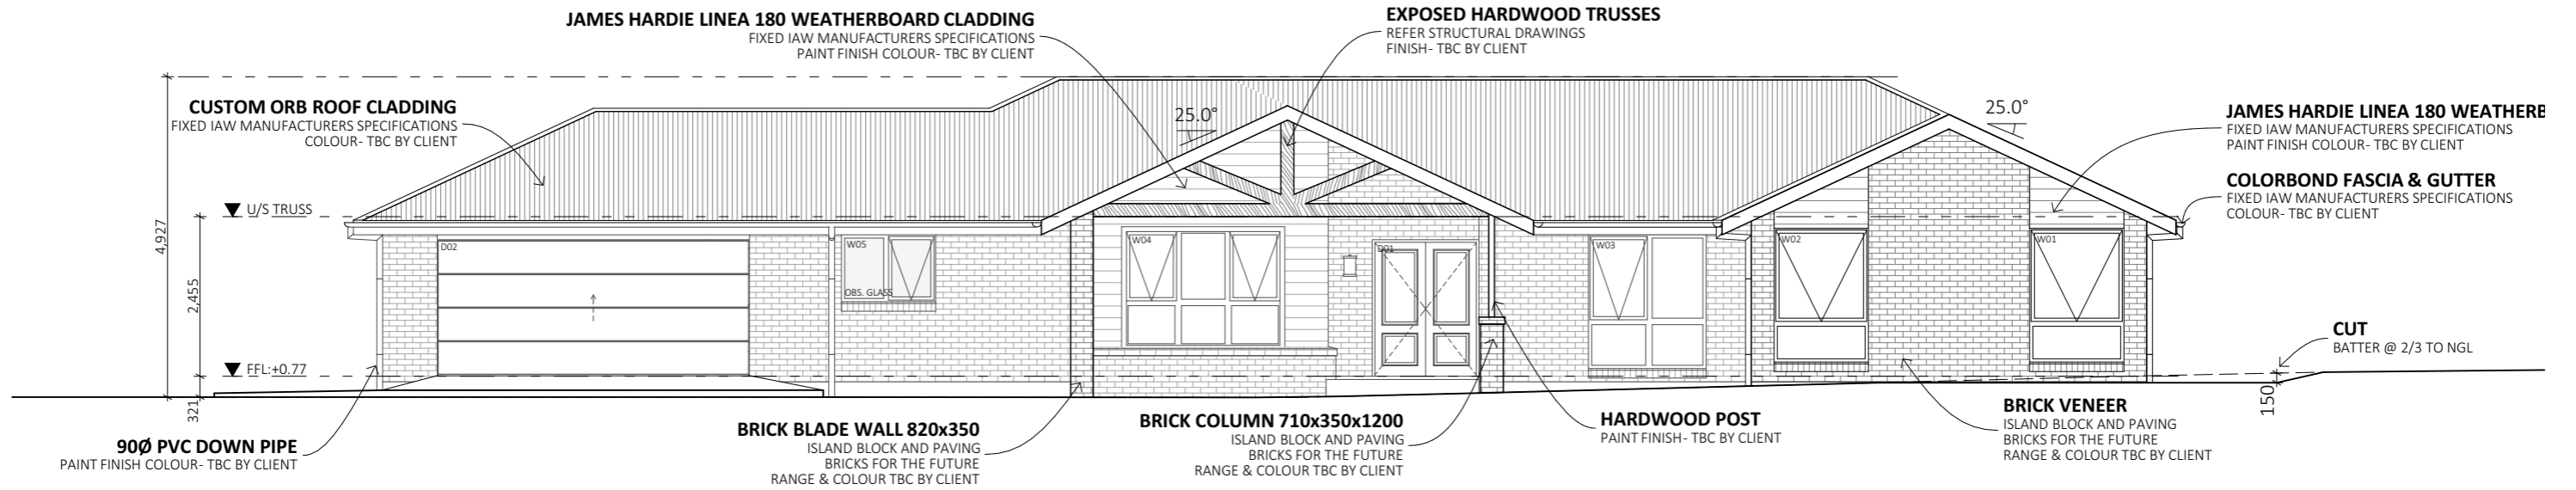 JAMES HARDIE LINEA 180 WEATHERBOARD CLADDING
FIXED IAW MANUFACTURERS SPECIFICATIONS
PAINT FINISH COLOUR- TBC BY CLIENT
EXPOSED HARDWOOD TRUSSES
REFER STRUCTURAL DRAWINGS
FINISH- TBC BY CLIENT
CUSTOM ORB ROOF CLADDING
FIXED IAW MANUFACTURERS SPECIFICATIONS
COLOUR- TBC BY CLIENT
25.0°
25.0°
JAMES HARDIE LINEA 180 WEATHERB
FIXED IAW MANUFACTURERS SPECIFICATIONS
PAINT FINISH COLOUR- TBC BY CLIENT
COLORBOND FASCIA & GUTTER
FIXED IAW MANUFACTURERS SPECIFICATIONS
COLOUR- TBC BY CLIENT
U/S TRUSS
4,927
2,455
321
FFL:+0.77
D02
W05
OBS. GLASS
W04
D01
W03
W02
W01
CUT
BATTER @ 2/3 TO NGL
150
90Ø PVC DOWN PIPE
PAINT FINISH COLOUR- TBC BY CLIENT
BRICK BLADE WALL 820x350
ISLAND BLOCK AND PAVING
BRICKS FOR THE FUTURE
RANGE & COLOUR TBC BY CLIENT
BRICK COLUMN 710x350x1200
ISLAND BLOCK AND PAVING
BRICKS FOR THE FUTURE
RANGE & COLOUR TBC BY CLIENT
HARDWOOD POST
PAINT FINISH- TBC BY CLIENT
BRICK VENEER
ISLAND BLOCK AND PAVING
BRICKS FOR THE FUTURE
RANGE & COLOUR TBC BY CLIENT